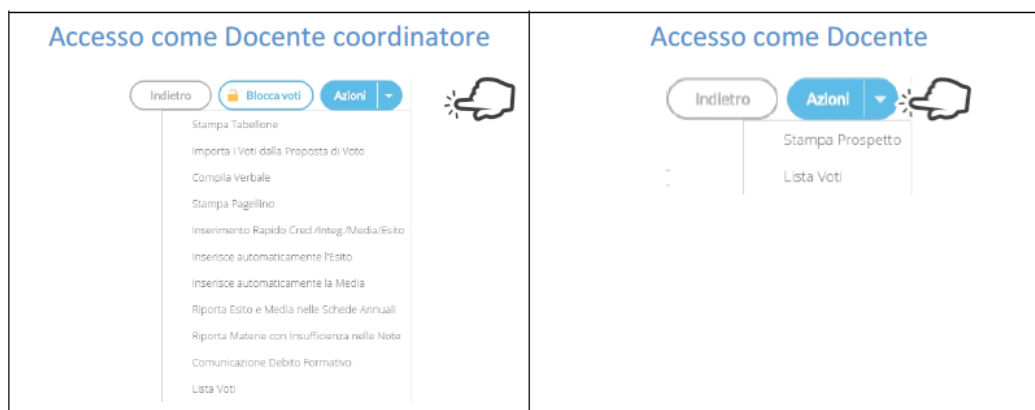 Accesso come Docente coordinatore
Indietro Blocca voti Azioni
Stampa Tabellone
Importa i Voti dalla Proposta di Voto
Compila Verbale
Stampa Pagellino
Inserimento Rapido Cred./Integ./Media/Esito
Inserisce automaticamente l'Esito
Inserisce automaticamente la Media
Riporta Esito e Media nelle Schede Annuali
Riporta Materie con Insufficienza nelle Note
Comunicazione Debito Formativo
Lista Voti
Accesso come Docente
Indietro Azioni
Stampa Prospetto
Lista Voti